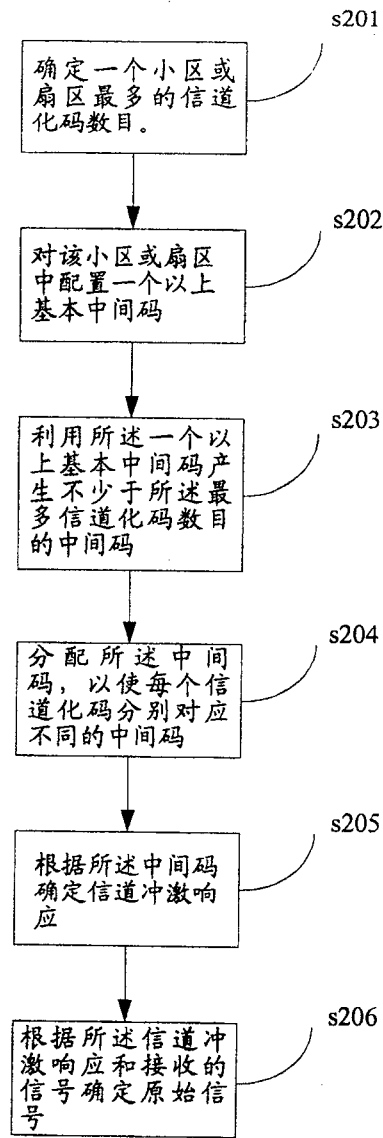 s201
确定一个小区或
扇区最多的信道
化码数目。
s202
对该小区或扇区
中配置一个以上
基本中间码
s203
利用所述一个以
上基本中间码产
生不少于所述最
多信道化码数目
的中间码
s204
分配所述中间
码，以使每个信
道化码分别对应
不同的中间码
s205
根据所述中间码
确定信道冲激响
应
s206
根据所述信道冲
激响应和接收的
信号确定原始信
号